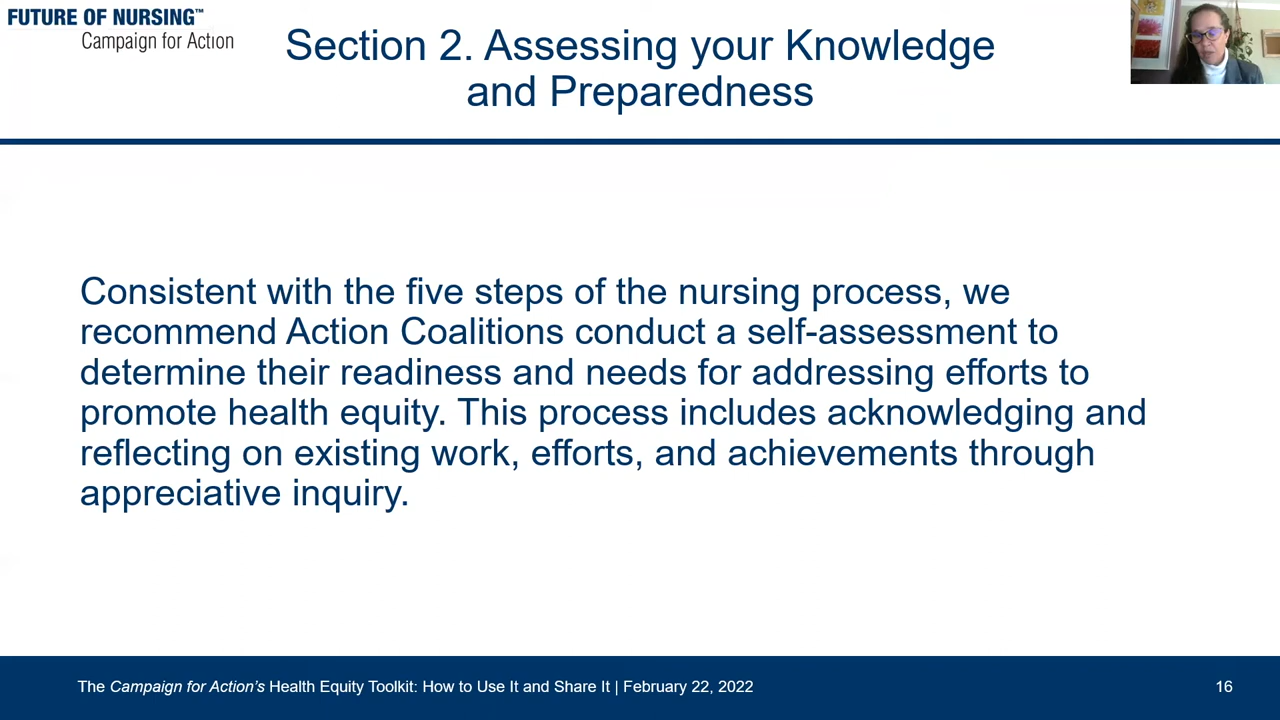 FUTURE OF NURSING™
Campaign for Action
Section 2. Assessing your Knowledge
and Preparedness
Consistent with the five steps of the nursing process, we
recommend Action Coalitions conduct a self-assessment to
determine their readiness and needs for addressing efforts to
promote health equity. This process includes acknowledging and
reflecting on existing work, efforts, and achievements through
appreciative inquiry.
The Campaign for Action’s Health Equity Toolkit: How to Use It and Share It | February 22, 2022
16